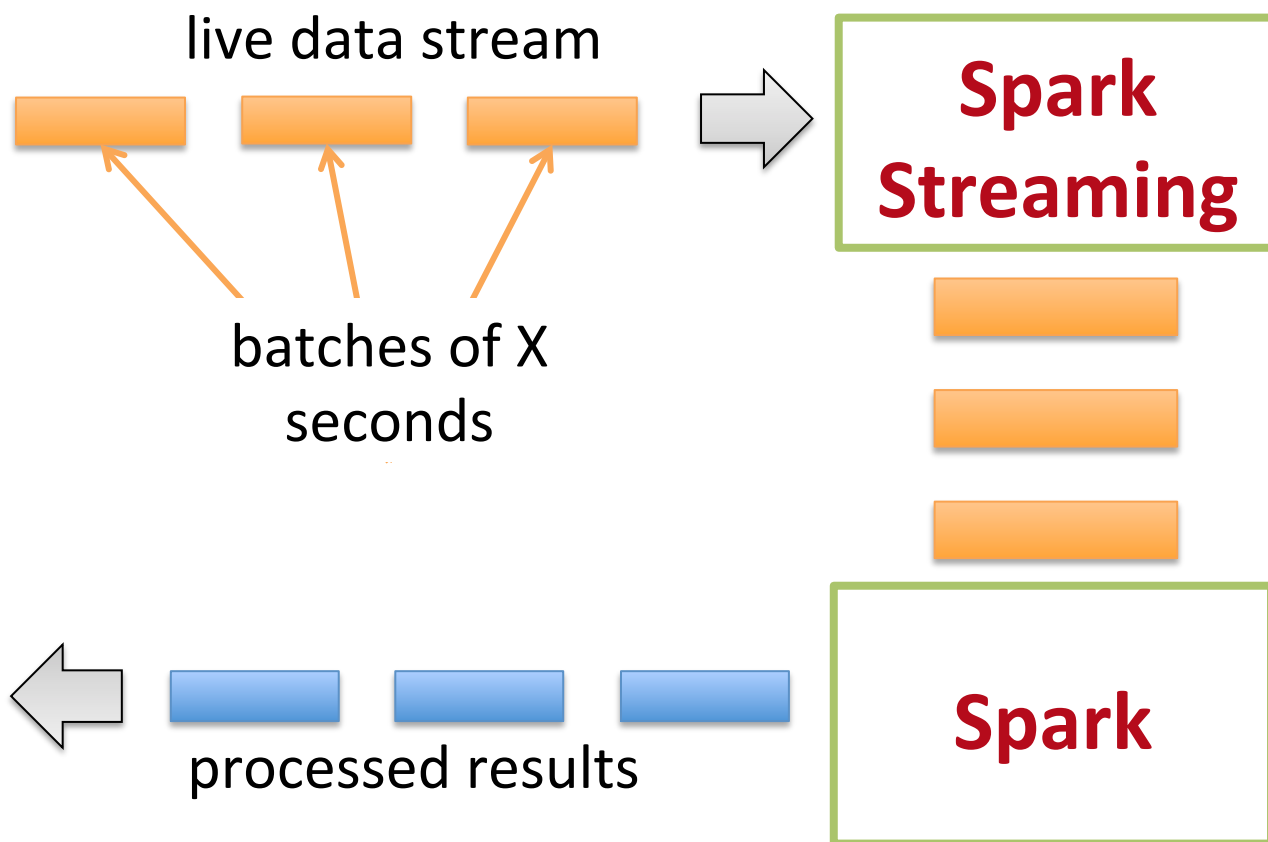 live data stream
Spark
Streaming
batches of X
seconds
Spark
processed results